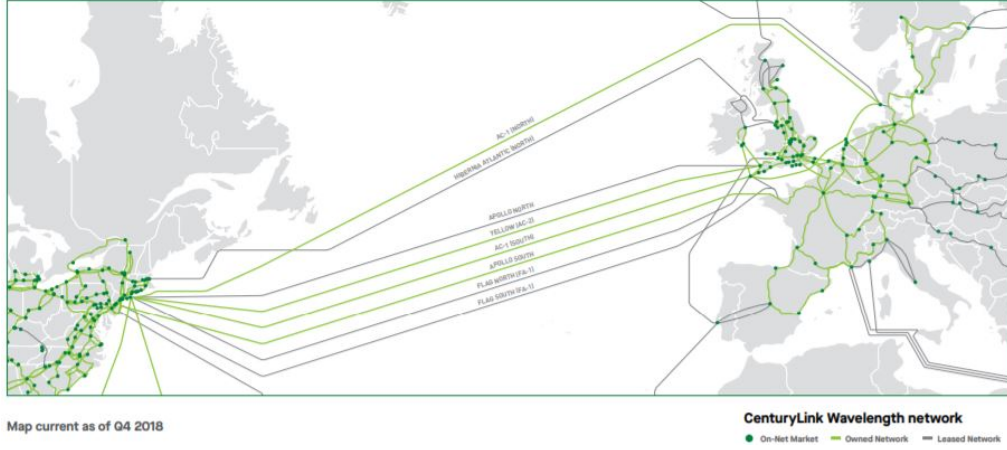 AC-1 (NORTH)
HIBERNIA ATLANTIC (NORTH)
APOLLO NORTH
YELLOW (AC-2)
AC-1 (SOUTH)
APOLLO SOUTH
FLAG NORTH (FA-1)
FLAG SOUTH (FA-1)
Map current as of Q4 2018
CenturyLink Wavelength network
On-Net Market Owned Network Leased Network